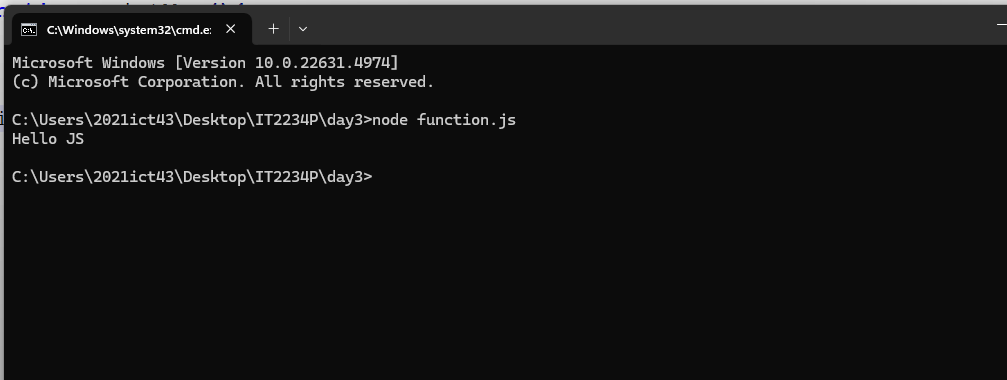 C:\Windows\system32\cmd.e:
Microsoft Windows [Version 10.0.22631.4974]
(c) Microsoft Corporation. All rights reserved.
C:\Users\2021ict43\Desktop\IT2234P\day3>node function.js
Hello JS
C:\Users\2021ict43\Desktop\IT2234P\day3>